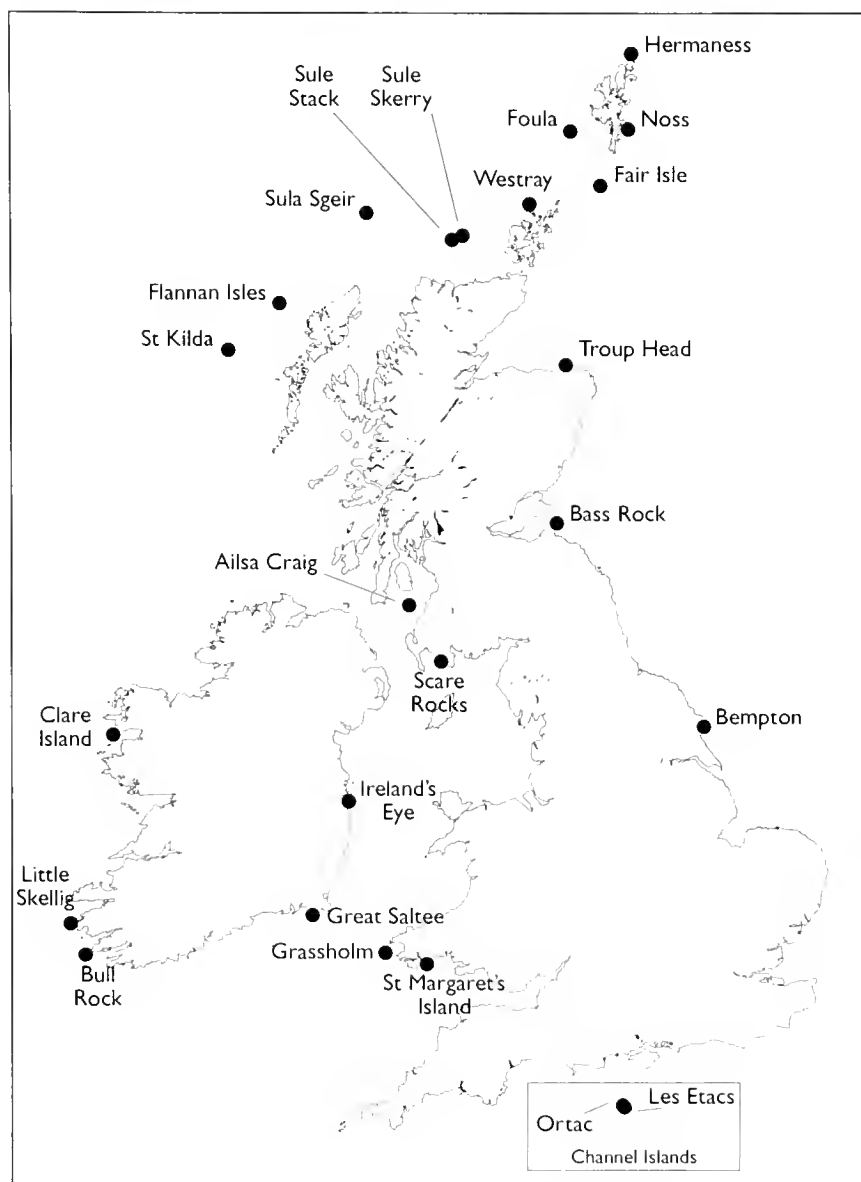 Hermaness
Sule
Stack
Sule
Skerry
Foula
Noss
Fair Isle
Westray
Sula Sgeir
Flannan Isles
St Kilda
Troup Head
Bass Rock
Ailsa Craig
Scare
Rocks
Clare
Island
Bempton
Ireland's
Eye
Little
Skellig
Great Saltee
Grassholm
Bull
Rock
St Margaret's
Island
Les Etacs
Ortac
Channel Islands